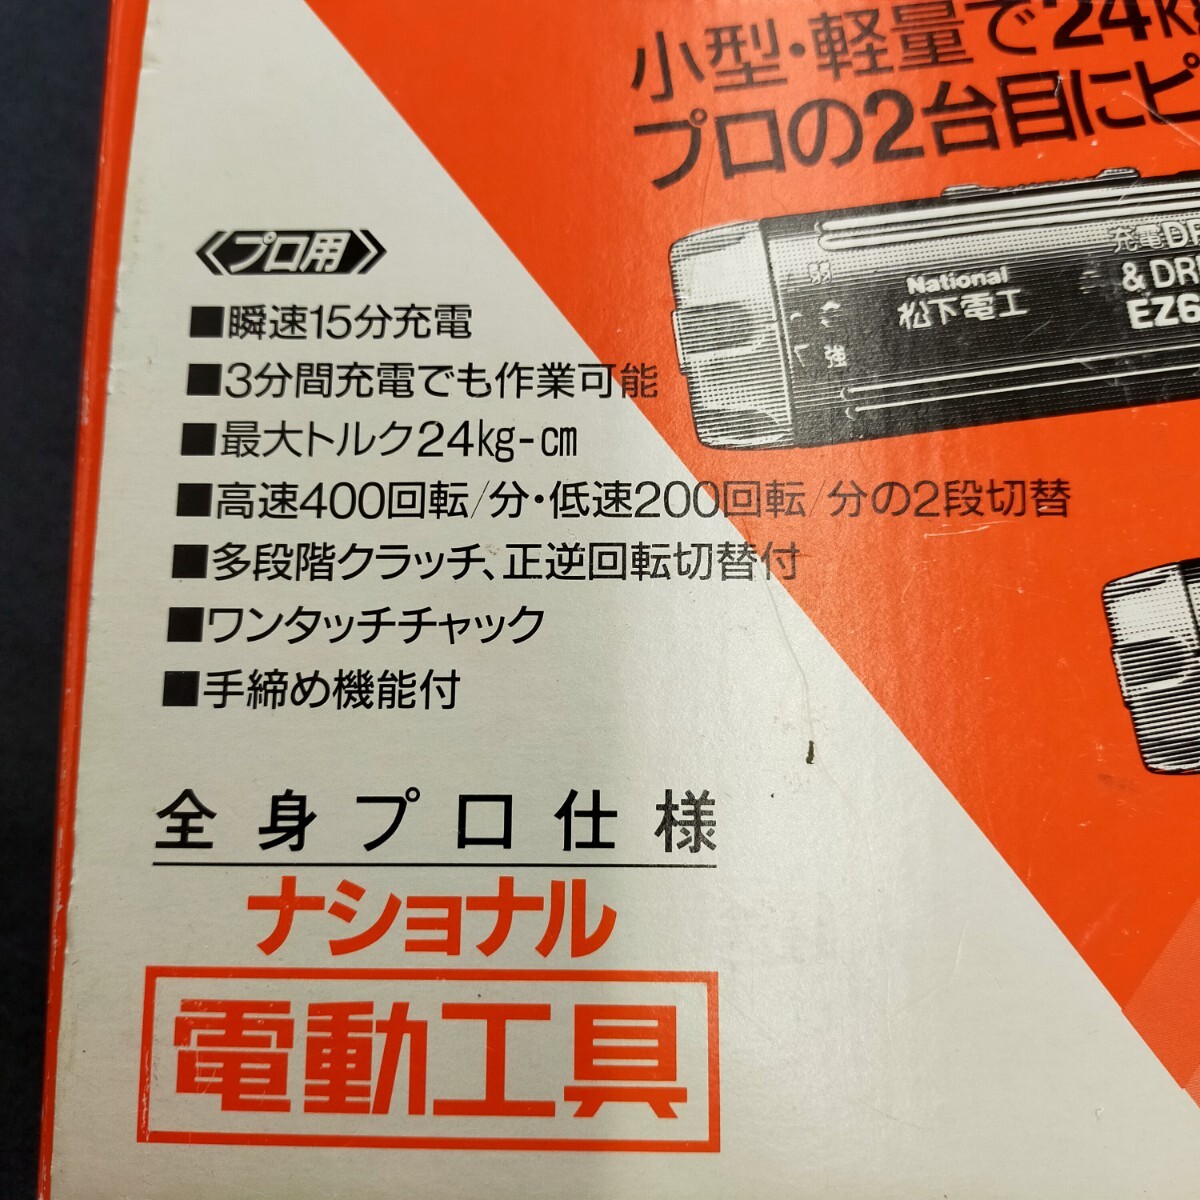 小型・軽量で24kg
プロの2台目にピ
〈プロ用〉
■瞬速15分充電
■3分間充電でも作業可能
■最大トルク24kg-cm
■高速400回転/分・低速200回転/分の2段切替
■多段階クラッチ、正逆回転切替付
■ワンタッチチャック
■手締め機能付
弱
強
National
松下電工
充電DR
& DRI
EZ6
全身プロ仕様
ナショナル
電動工具